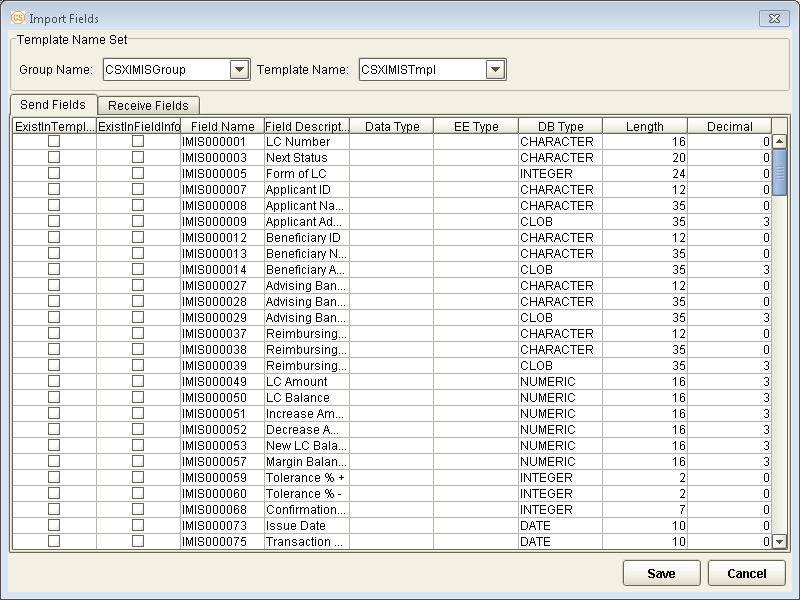 Import Fields
Template Name Set
Group Name: CSXIMISGroup Template Name: CSXIMISTmpl
Send Fields Receive Fields
ExistInTempl... ExistInFieldInfo Field Name Field Descript... Data Type EE Type DB Type Length Decimal
IMIS000001 LC Number CHARACTER 16 0
IMIS000003 Next Status CHARACTER 20 0
IMIS000005 Form of LC INTEGER 24 0
IMIS000007 Applicant ID CHARACTER 12 0
IMIS000008 Applicant Na... CHARACTER 35 0
IMIS000009 Applicant Ad... CLOB 35 3
IMIS000012 Beneficiary ID CHARACTER 12 0
IMIS000013 Beneficiary N... CHARACTER 35 0
IMIS000014 Beneficiary A... CLOB 35 3
IMIS000027 Advising Ban... CHARACTER 12 0
IMIS000028 Advising Ban... CHARACTER 35 0
IMIS000029 Advising Ban... CLOB 35 3
IMIS000037 Reimbursing... CHARACTER 12 0
IMIS000038 Reimbursing... CHARACTER 35 0
IMIS000039 Reimbursing... CLOB 35 3
IMIS000049 LC Amount NUMERIC 16 3
IMIS000050 LC Balance NUMERIC 16 3
IMIS000051 Increase Am... NUMERIC 16 3
IMIS000052 Decrease A... NUMERIC 16 3
IMIS000053 New LC Bala... NUMERIC 16 3
IMIS000057 Margin Balan... NUMERIC 16 3
IMIS000059 Tolerance % + INTEGER 2 0
IMIS000060 Tolerance % - INTEGER 2 0
IMIS000068 Confirmation... INTEGER 7 0
IMIS000073 Issue Date DATE 10 0
IMIS000075 Transaction ... DATE 10 0
Save Cancel